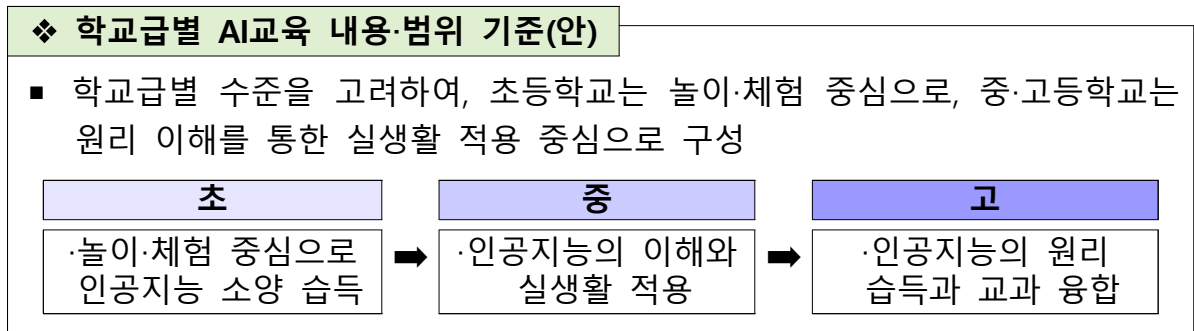 ❖ 학교급별 AI교육 내용·범위 기준(안)
▪ 학교급별 수준을 고려하여, 초등학교는 놀이·체험 중심으로, 중·고등학교는
원리 이해를 통한 실생활 적용 중심으로 구성
초
·놀이·체험 중심으로
인공지능 소양 습득
➡
중
·인공지능의 이해와
실생활 적용
➡
고
·인공지능의 원리
습득과 교과 융합